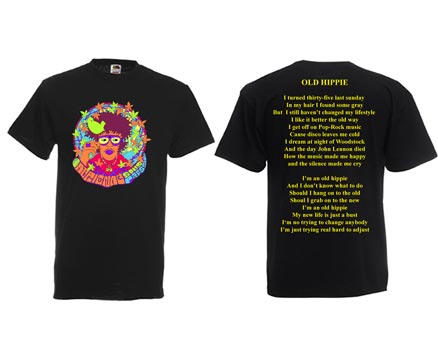 OLD HIPPIE
I turned thirty-five last sunday
In my hair I found some gray
But I still haven't changed my lifestyle
I like it better the old way
I get off on Pop-Rock music
Cause disco leaves me cold
I dream at night of Woodstock
And the day John Lennon died
How the music made me happy
and the silence made me cry
I'm an old hippie
And I don't know what to do
Should I hang on to the old
Shoul I grab on to the new
I'm an old hippie
My new life is just a bust
I'm no trying to change anybody
I'm just trying real hard to adjust